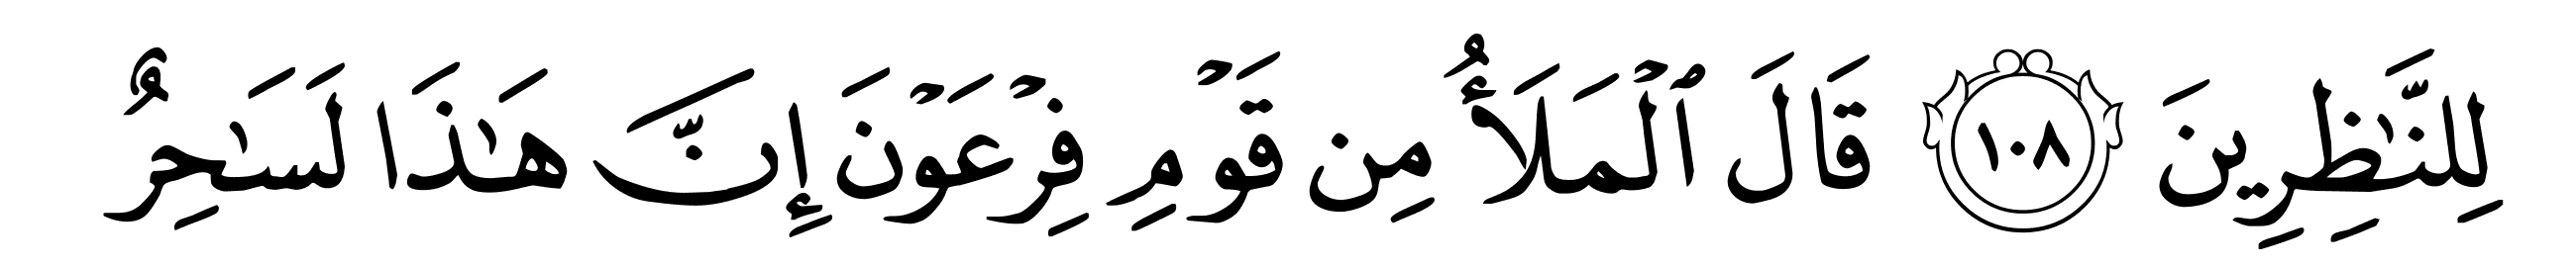 لِلنَّـٰظِرِينَ ١٠٨ قَالَ ٱلْمَلَأُ مِن قَوْمِ فِرْعَوْنَ إِنَّ هَـٰذَا لَسَـٰحِرٌ